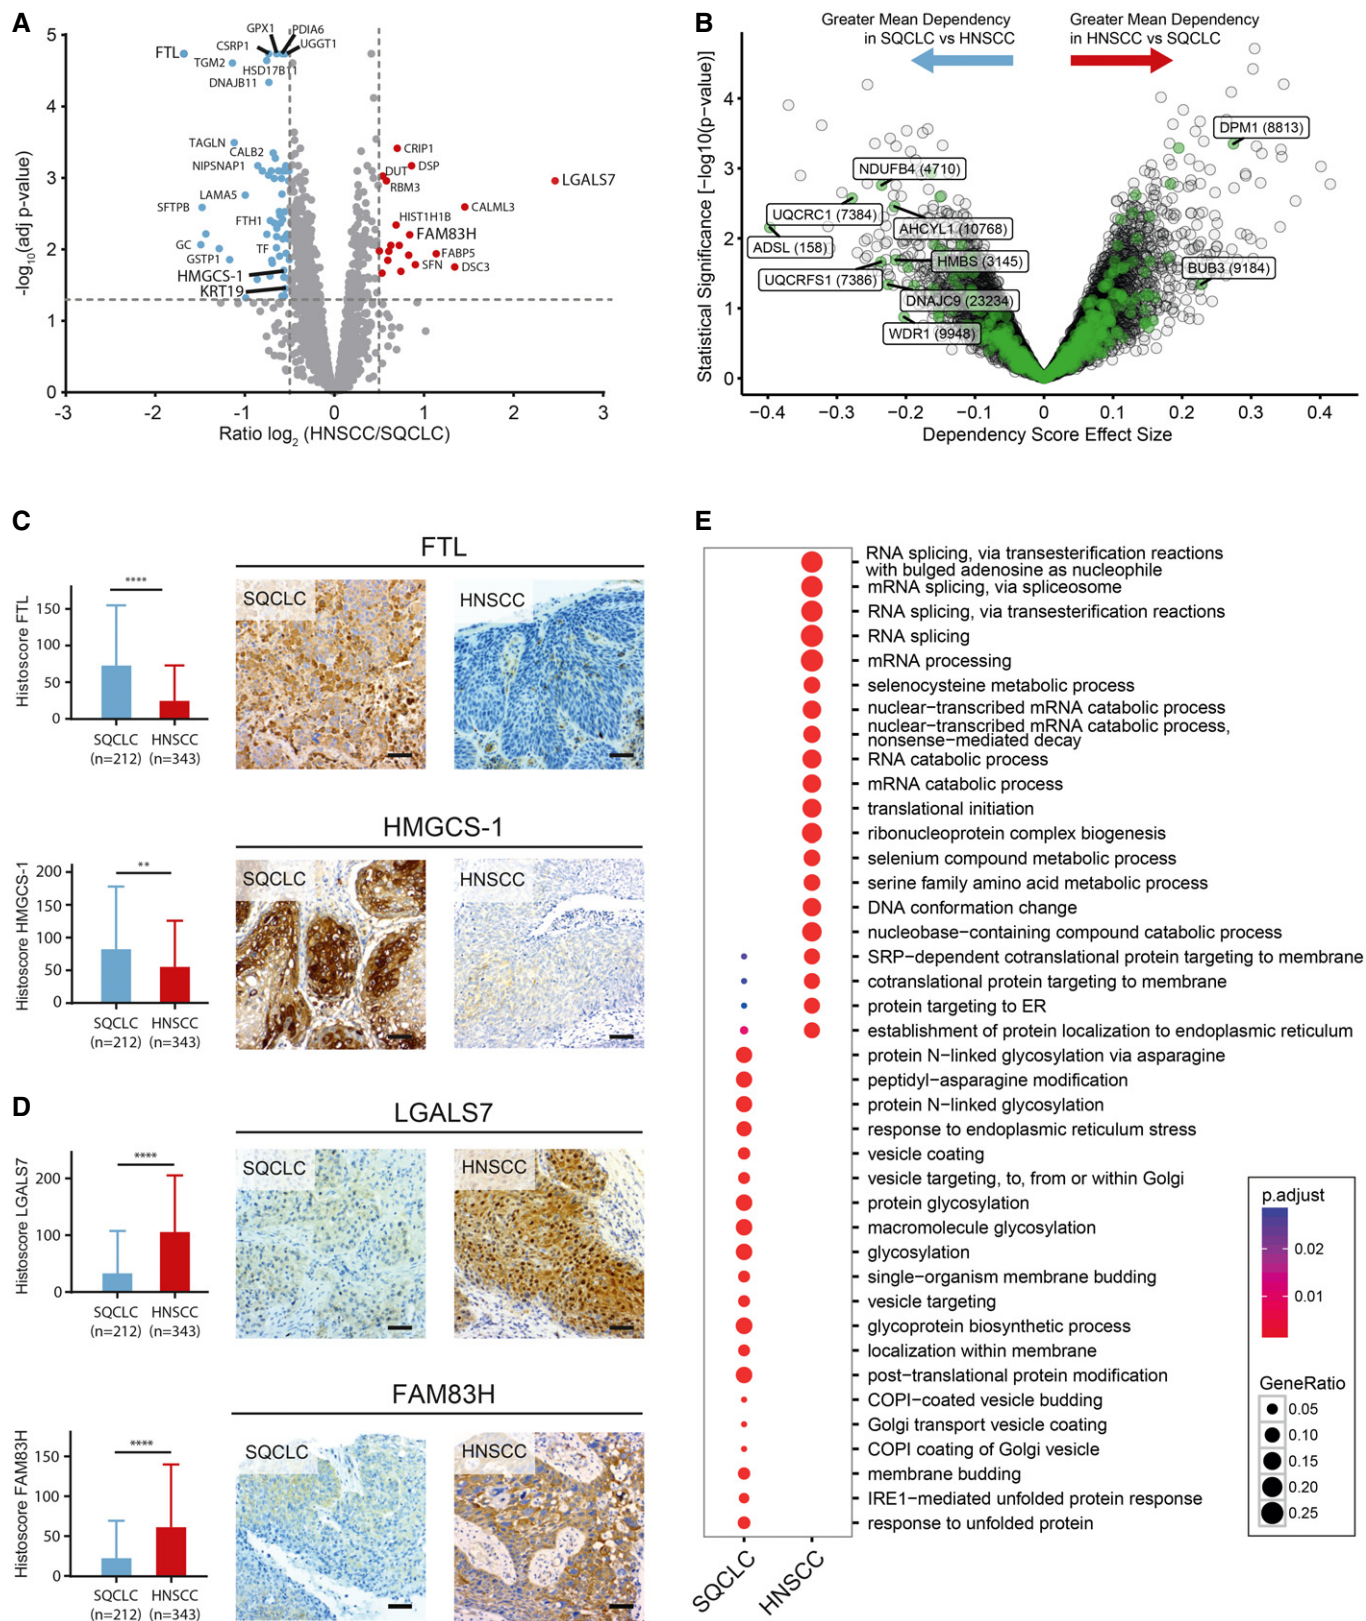 A
5
4
3
2
1
0
-log10(adj p-value)
-3
-2
-1
0
1
2
3
Ratio log2 (HNSCC/SQCLC)
GPX1
PDIA6
CSRP1
UGGT1
FTL
TGM2
HSD17B11
DNAJB11
TAGLN
CALB2
NIPSNAP1
LAMA5
SFTPB
FTH1
GC
TF
GSTP1
HMGCS-1
KRT19
CRIP1
DSP
DUT
RBM3
LGALS7
CALML3
HIST1H1B
FAM83H
FABP5
SFN
DSC3
B
Greater Mean Dependency
in SQCLC vs HNSCC
Greater Mean Dependency
in HNSCC vs SQCLC
Statistical Significance [-log10(p-value)]
4
3
2
1
0
DPM1 (8813)
NDUFB4 (4710)
UQCRC1 (7384)
AHCYL1 (10768)
ADSL (158)
HMBS (3145)
BUB3 (9184)
UQCRFS1 (7386)
DNAJC9 (23234)
WDR1 (9948)
−0.4
−0.3
−0.2
−0.1
0
0.1
0.2
0.3
0.4
Dependency Score Effect Size
C
FTL
Histoscore FTL
150
100
50
0
****
SQCLC
(n=212)
HNSCC
(n=343)
SQCLC
HNSCC
HMGCS-1
Histoscore HMGCS-1
200
150
100
50
0
**
SQCLC
(n=212)
HNSCC
(n=343)
SQCLC
HNSCC
D
LGALS7
Histoscore LGALS7
200
100
0
****
SQCLC
(n=212)
HNSCC
(n=343)
SQCLC
HNSCC
FAM83H
Histoscore FAM83H
150
100
50
0
****
SQCLC
(n=212)
HNSCC
(n=343)
SQCLC
HNSCC
E
RNA splicing, via transesterification reactions
with bulged adenosine as nucleophile
mRNA splicing, via spliceosome
RNA splicing, via transesterification reactions
RNA splicing
mRNA processing
selenocysteine metabolic process
nuclear−transcribed mRNA catabolic process
nuclear−transcribed mRNA catabolic process,
nonsense−mediated decay
RNA catabolic process
mRNA catabolic process
translational initiation
ribonucleoprotein complex biogenesis
selenium compound metabolic process
serine family amino acid metabolic process
DNA conformation change
nucleobase−containing compound catabolic process
SRP−dependent cotranslational protein targeting to membrane
cotranslational protein targeting to membrane
protein targeting to ER
establishment of protein localization to endoplasmic reticulum
protein N−linked glycosylation via asparagine
peptidyl−asparagine modification
protein N−linked glycosylation
response to endoplasmic reticulum stress
vesicle coating
vesicle targeting, to, from or within Golgi
protein glycosylation
macromolecule glycosylation
glycosylation
single−organism membrane budding
vesicle targeting
glycoprotein biosynthetic process
localization within membrane
post−translational protein modification
COPI−coated vesicle budding
Golgi transport vesicle coating
COPI coating of Golgi vesicle
membrane budding
IRE1−mediated unfolded protein response
response to unfolded protein
SQCLC
HNSCC
p.adjust
0.02
0.01
GeneRatio
0.05
0.10
0.15
0.20
0.25